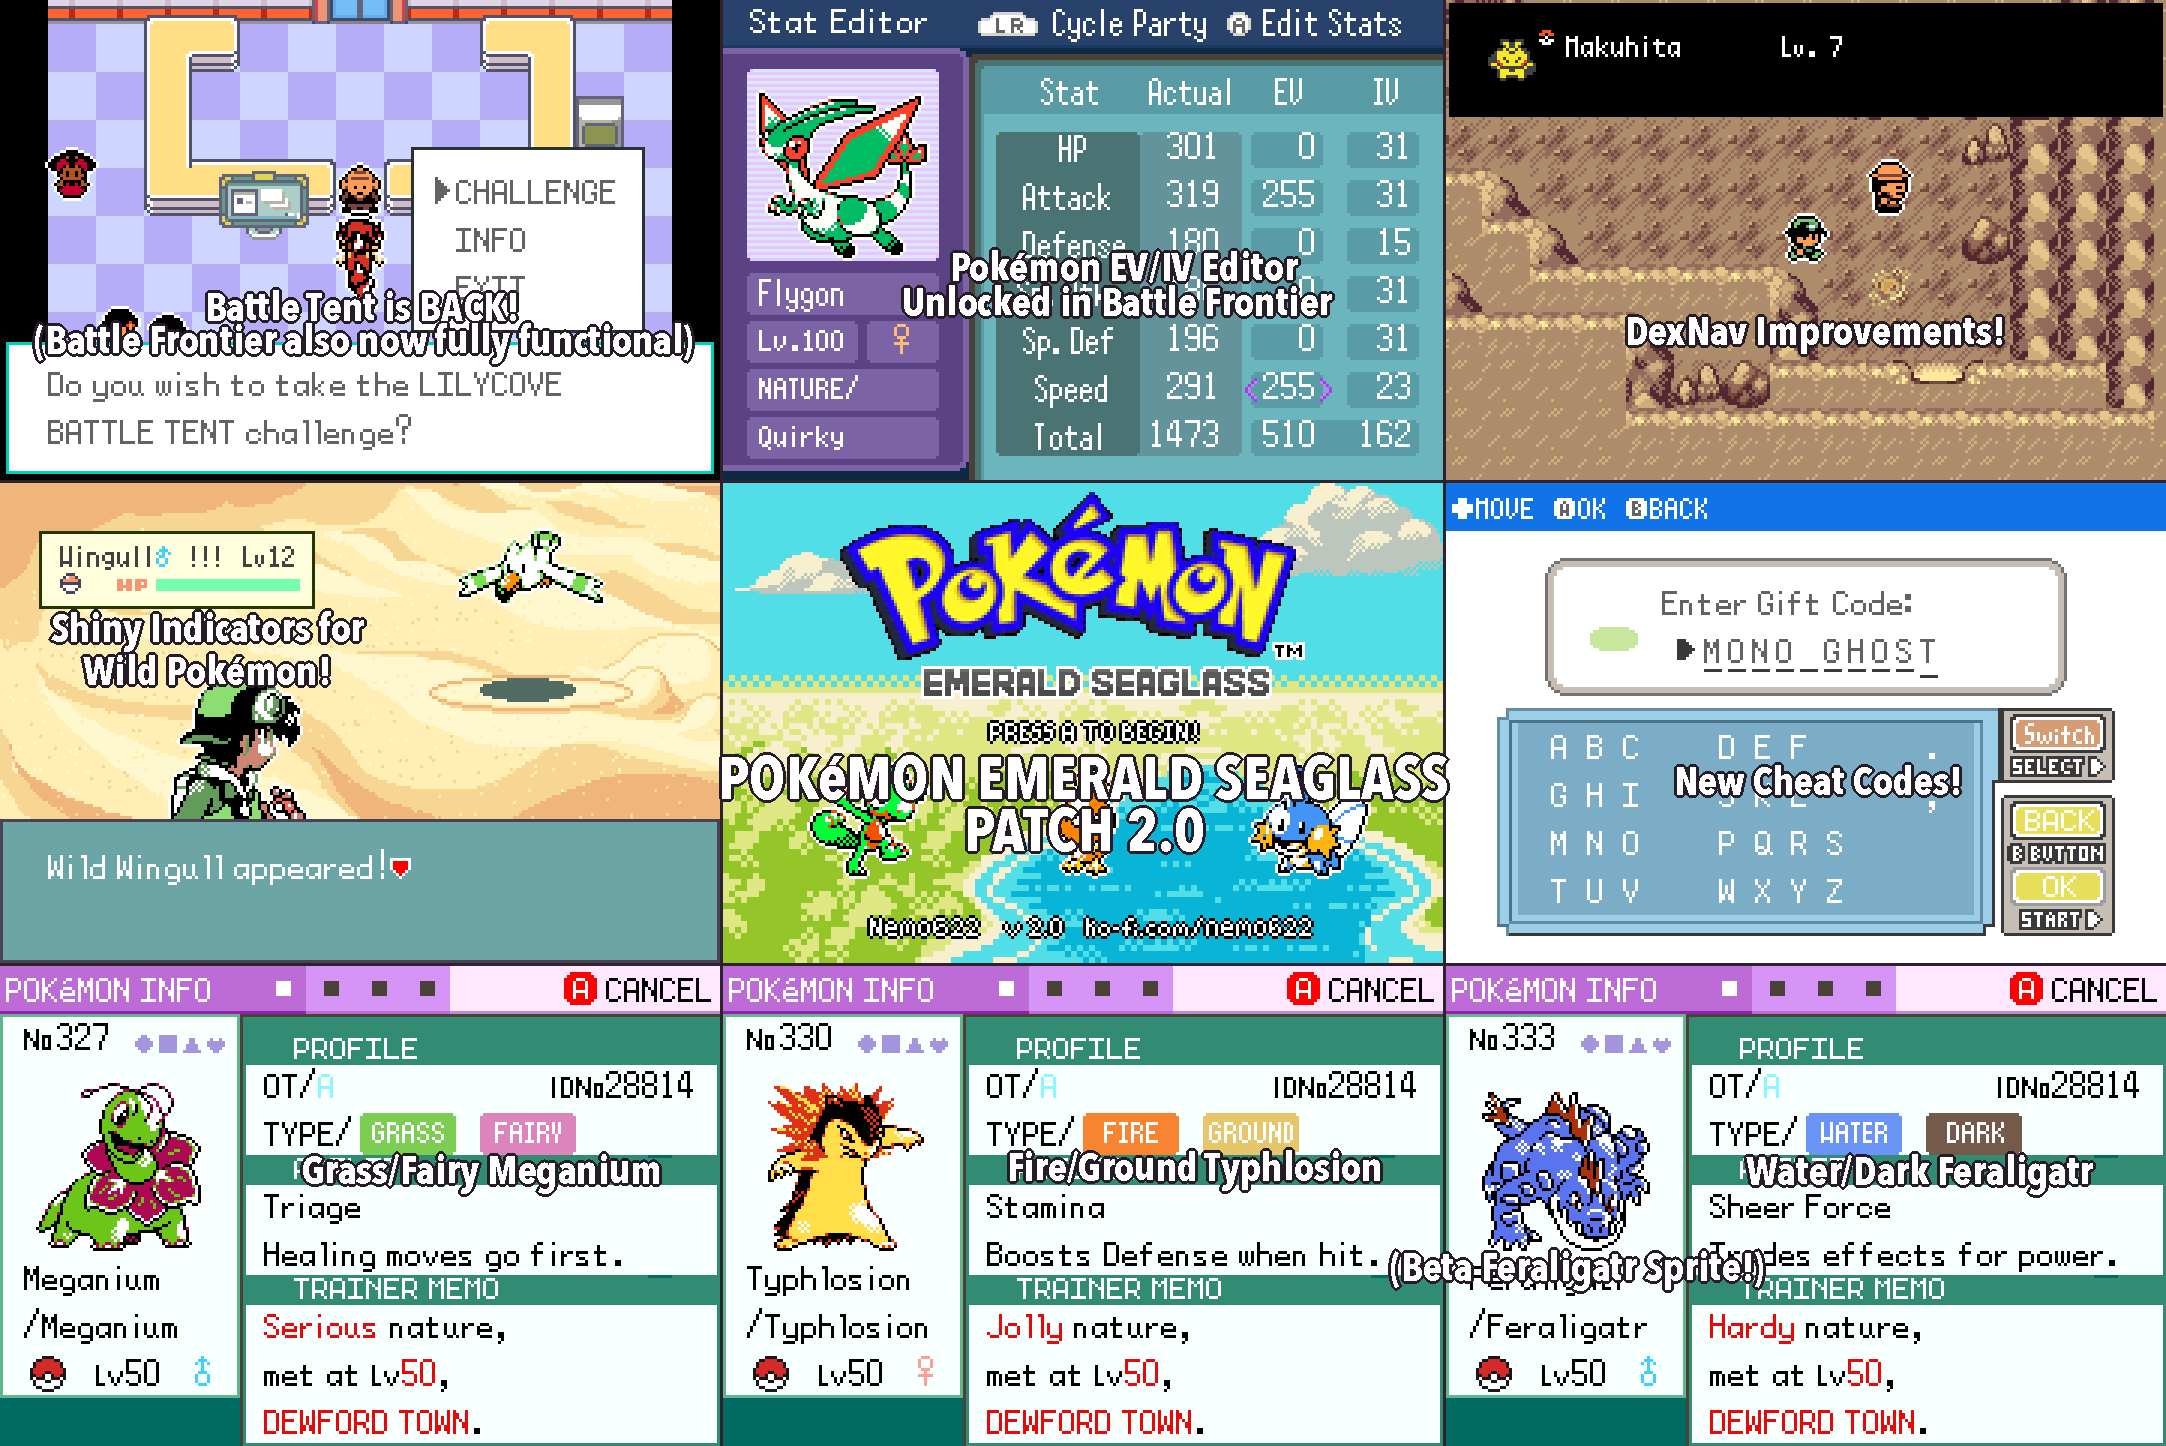 CHALLENGE
INFO
EXIT
Battle Tent is BACK!
(Battle Frontier also now fully functional)
Do you wish to take the LILYCOVE
BATTLE TENT challenge?
Stat Editor LR Cycle Party A Edit Stats
Stat Actual EV IV
HP 301 0 31
Attack 319 255 31
Defense 180 0 15
31
Sp. Def 196 0 31
Speed 291 255 23
Total 1473 510 162
Flygon
Lv.100 ♀
NATURE/
Quirky
Pokémon EV/IV Editor
Unlocked in Battle Frontier
Makuhita Lv. 7
DexNav Improvements!
Wingull♂ !!! Lv12
HP
Shiny Indicators for
Wild Pokémon!
Wild Wingull appeared!♥
POKéMON
TM
EMERALD SEAGLASS
PRESS A TO BEGIN!
POKéMON EMERALD SEAGLASS
PATCH 2.0
Nemo622 v2.0 ko-fi.com/nemo622
MOVE A OK B BACK
Enter Gift Code:
MONO GHOST
A B C D E F .
G H I ,
M N O P Q R S
T U V W X Y Z
New Cheat Codes!
Switch
SELECT
BACK
B BUTTON
OK
START
POKéMON INFO A CANCEL
No327
PROFILE
OT/A IDNo28814
TYPE/ GRASS FAIRY
Grass/Fairy Meganium
Triage
Healing moves go first.
Meganium
/Meganium
Lv50 ♂
TRAINER MEMO
Serious nature,
met at Lv50,
DEWFORD TOWN.
POKéMON INFO A CANCEL
No330
PROFILE
OT/A IDNo28814
TYPE/ FIRE GROUND
Fire/Ground Typhlosion
Stamina
Boosts Defense when hit.
Typhlosion
/Typhlosion
Lv50 ♀
TRAINER MEMO
Jolly nature,
met at Lv50,
DEWFORD TOWN.
POKéMON INFO A CANCEL
No333
PROFILE
OT/A IDNo28814
TYPE/ WATER DARK
Water/Dark Feraligatr
Sheer Force
Trades effects for power.
(Beta-Feraligatr Sprite!)
Feraligatr
/Feraligatr
Lv50 ♂
TRAINER MEMO
Hardy nature,
met at Lv50,
DEWFORD TOWN.